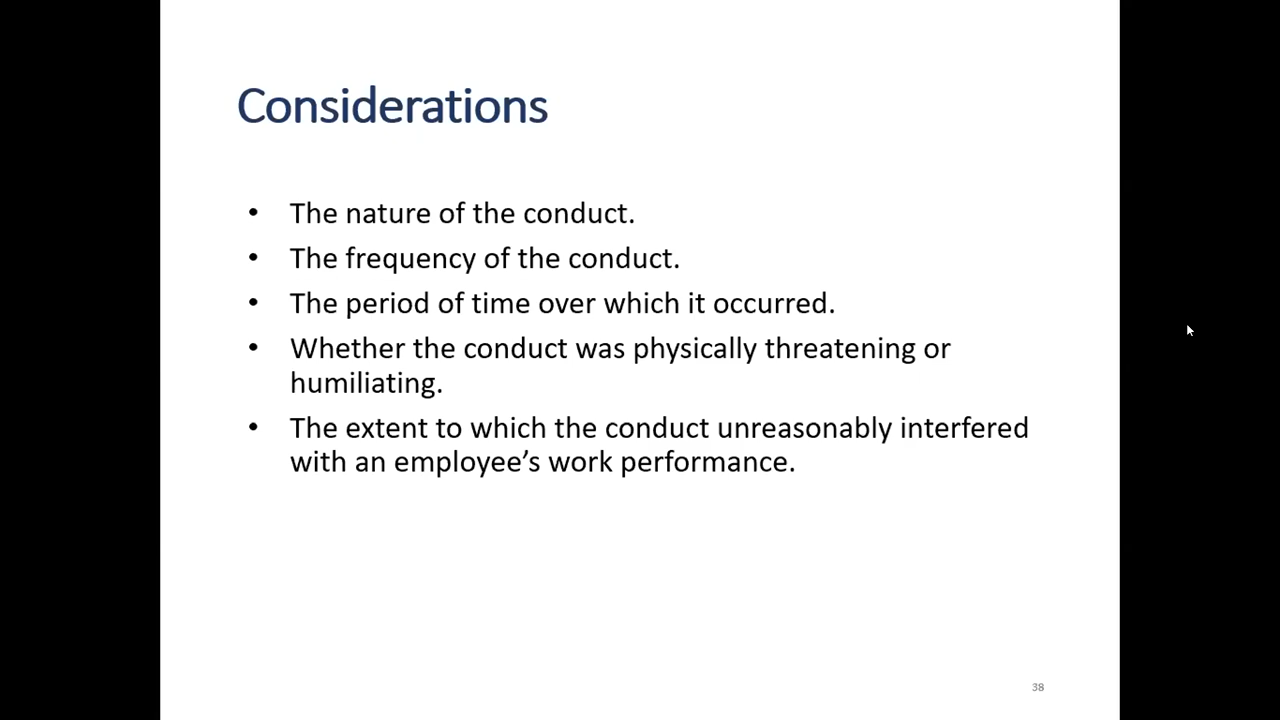 Considerations
• The nature of the conduct.
• The frequency of the conduct.
• The period of time over which it occurred.
• Whether the conduct was physically threatening or
humiliating.
• The extent to which the conduct unreasonably interfered
with an employee’s work performance.
38